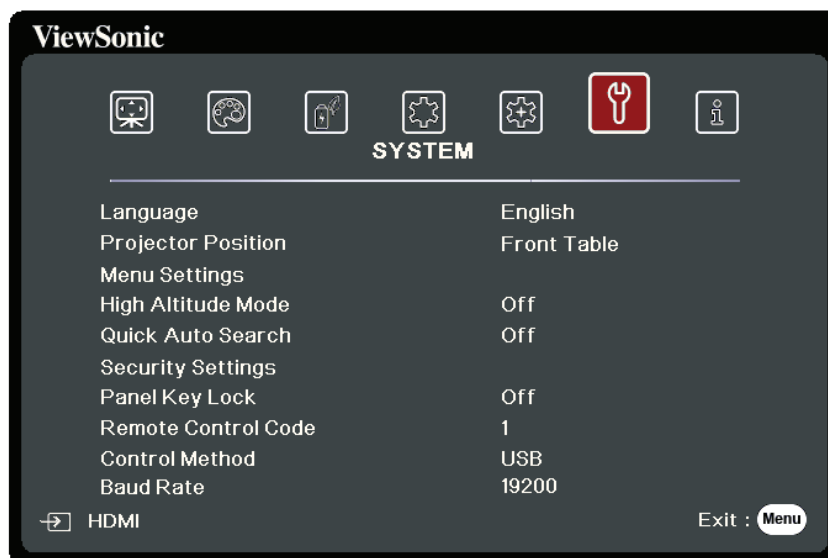 ViewSonic
SYSTEM
Language English
Projector Position Front Table
Menu Settings
High Altitude Mode Off
Quick Auto Search Off
Security Settings
Panel Key Lock Off
Remote Control Code 1
Control Method USB
Baud Rate 19200
HDMI Exit : Menu